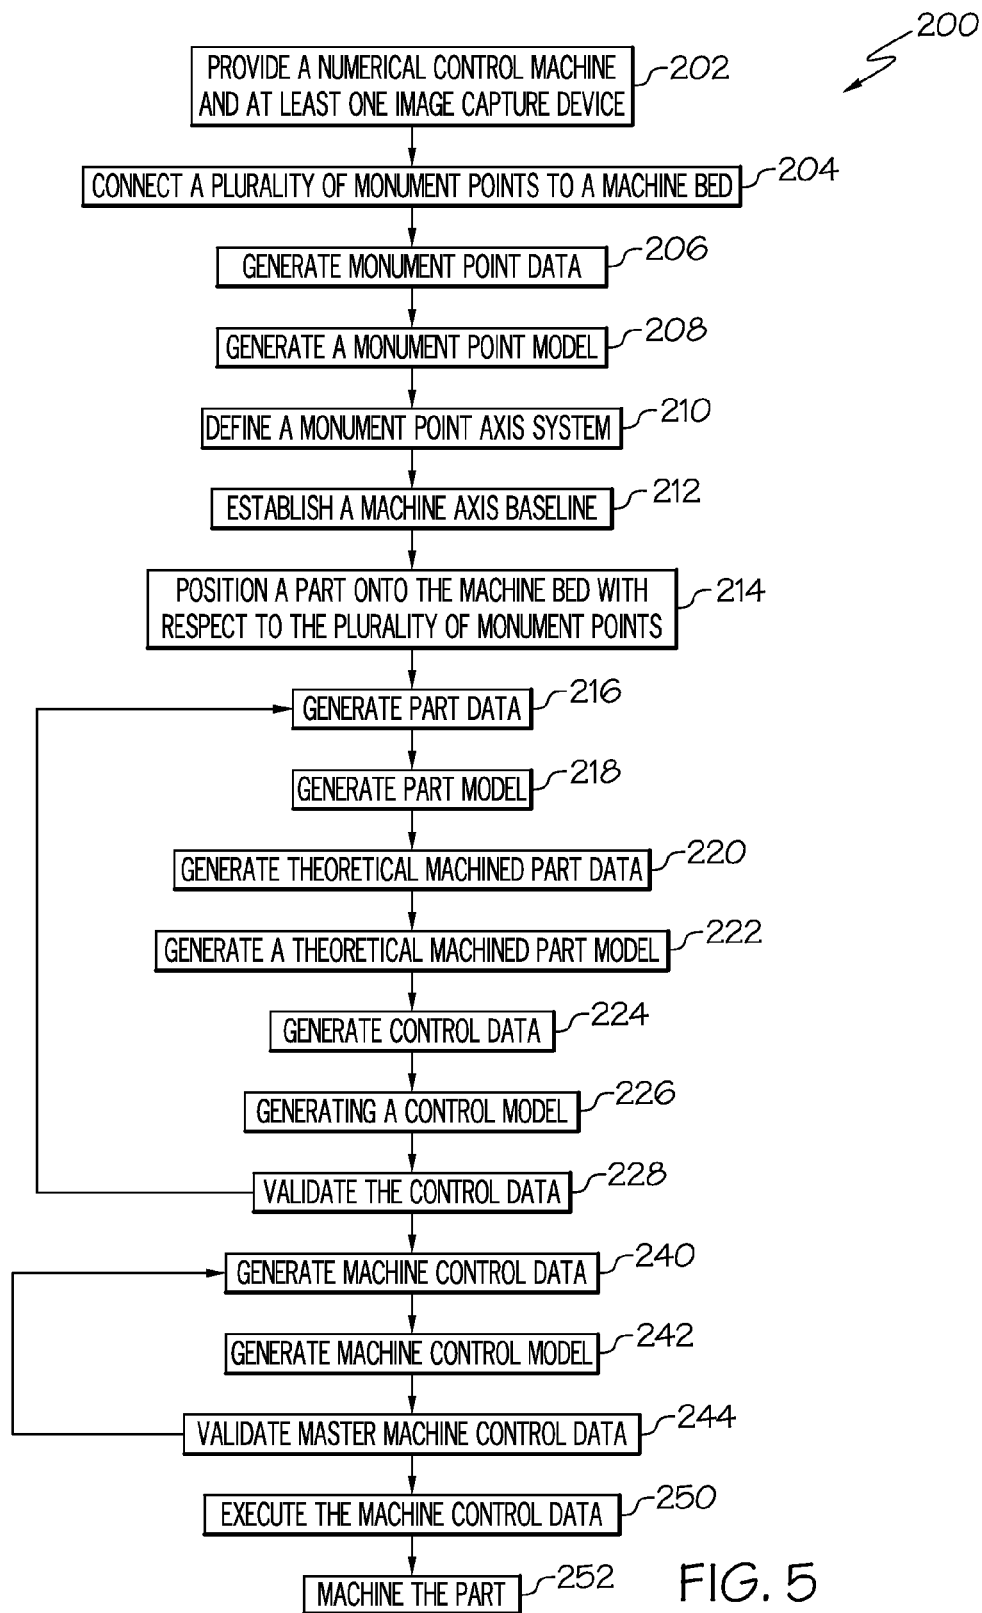 200
PROVIDE A NUMERICAL CONTROL MACHINE
AND AT LEAST ONE IMAGE CAPTURE DEVICE
202
CONNECT A PLURALITY OF MONUMENT POINTS TO A MACHINE BED
204
GENERATE MONUMENT POINT DATA
206
GENERATE A MONUMENT POINT MODEL
208
DEFINE A MONUMENT POINT AXIS SYSTEM
210
ESTABLISH A MACHINE AXIS BASELINE
212
POSITION A PART ONTO THE MACHINE BED WITH
RESPECT TO THE PLURALITY OF MONUMENT POINTS
214
GENERATE PART DATA
216
GENERATE PART MODEL
218
GENERATE THEORETICAL MACHINED PART DATA
220
GENERATE A THEORETICAL MACHINED PART MODEL
222
GENERATE CONTROL DATA
224
GENERATING A CONTROL MODEL
226
VALIDATE THE CONTROL DATA
228
GENERATE MACHINE CONTROL DATA
240
GENERATE MACHINE CONTROL MODEL
242
VALIDATE MASTER MACHINE CONTROL DATA
244
EXECUTE THE MACHINE CONTROL DATA
250
MACHINE THE PART
252
FIG. 5